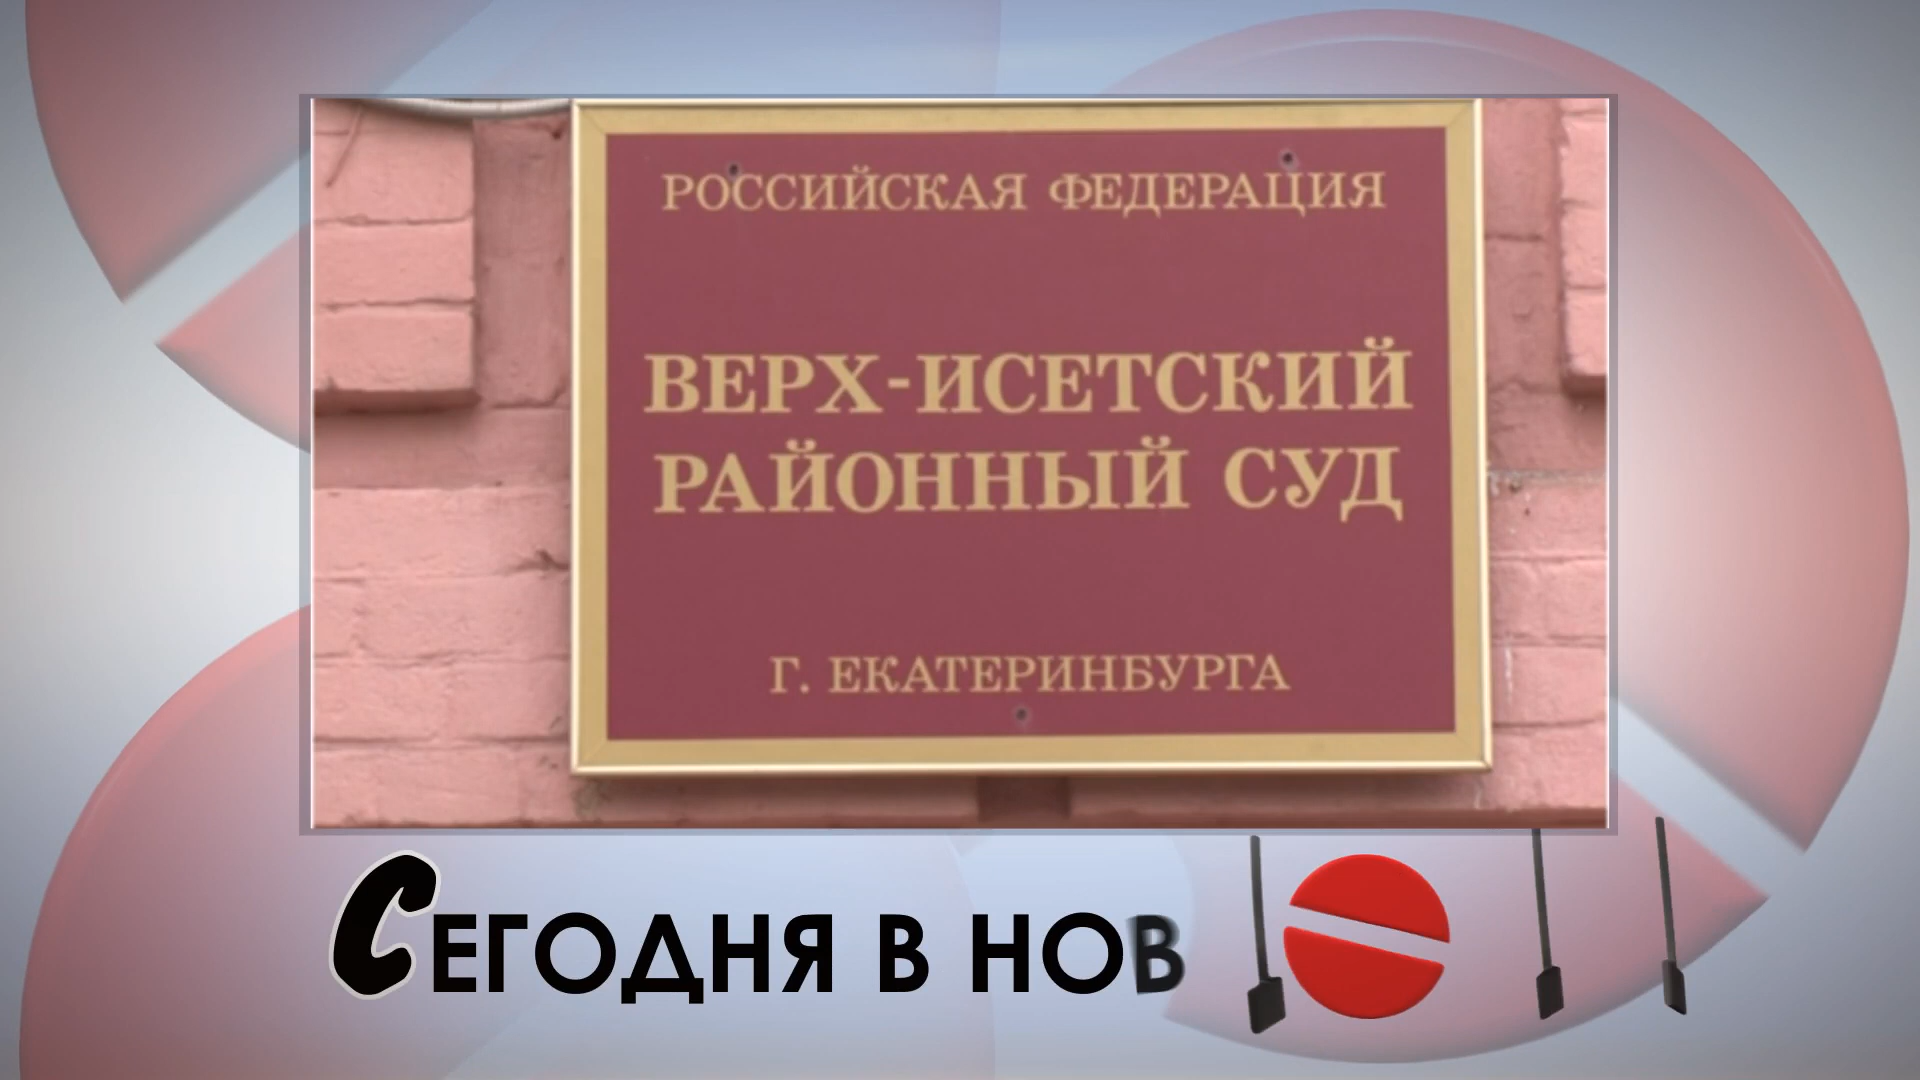 РОССИЙСКАЯ ФЕДЕРАЦИЯ
ВЕРХ-ИСЕТСКИЙ
РАЙОННЫЙ СУД
Г. ЕКАТЕРИНБУРГА
СЕГОДНЯ В НОВ